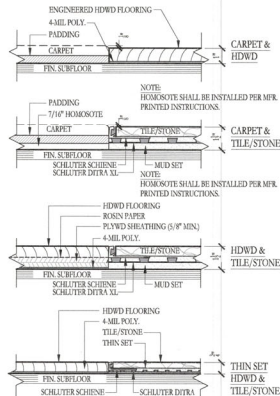 ENGINEERED HDWD FLOORING
4-MIL POLY.
PADDING
CARPET
CARPET &
HDWD
FIN. SUBFLOOR
NOTE:
HOMOSOTE SHALL BE INSTALLED PER MFR.
PRINTED INSTRUCTIONS.
PADDING
7/16" HOMOSOTE
CARPET
TILE/STONE
CARPET &
TILE/STONE
FIN. SUBFLOOR
SCHLUTER SCHIENE
SCHLUTER DITRA XL
MUD SET
NOTE:
HOMOSOTE SHALL BE INSTALLED PER MFR.
PRINTED INSTRUCTIONS.
HDWD FLOORING
ROSIN PAPER
PLYWD SHEATHING (5/8" MIN.)
4-MIL POLY.
TILE/STONE
HDWD &
TILE/STONE
FIN. SUBFLOOR
SCHLUTER SCHIENE
SCHLUTER DITRA XL
MUD SET
HDWD FLOORING
4-MIL POLY.
TILE/STONE
THIN SET
THIN SET
HDWD &
TILE/STONE
FIN. SUBFLOOR
SCHLUTER SCHIENE
SCHLUTER DITRA